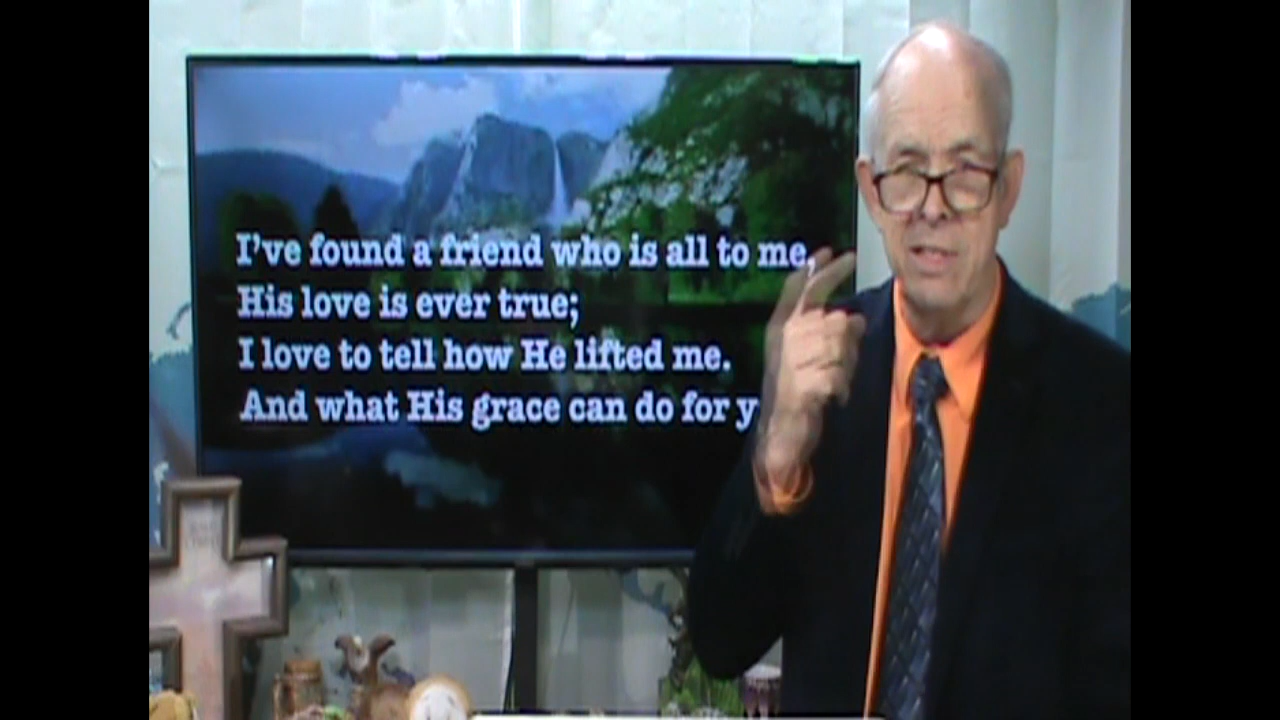 I've found a friend who is all to me,
His love is ever true;
I love to tell how He lifted me.
And what His grace can do for y